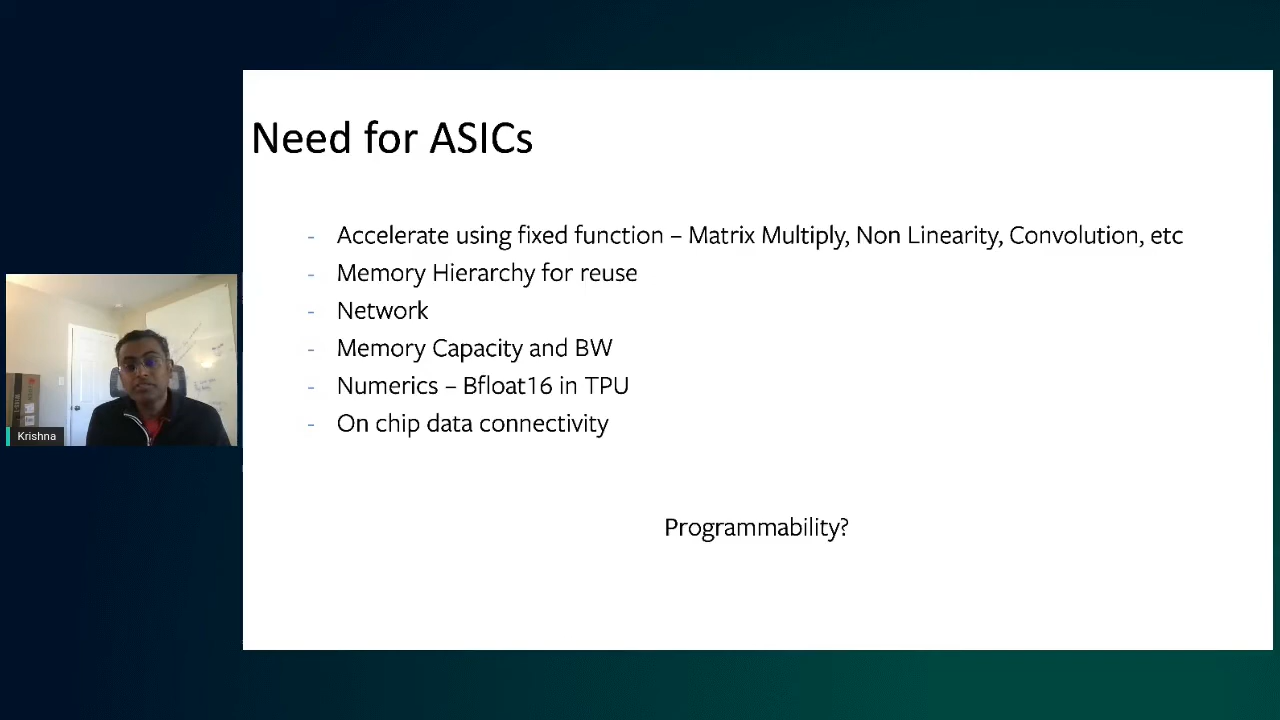 Need for ASICs
- Accelerate using fixed function – Matrix Multiply, Non Linearity, Convolution, etc
- Memory Hierarchy for reuse
- Network
- Memory Capacity and BW
- Numerics – Bfloat16 in TPU
- On chip data connectivity
Programmability?
Krishna